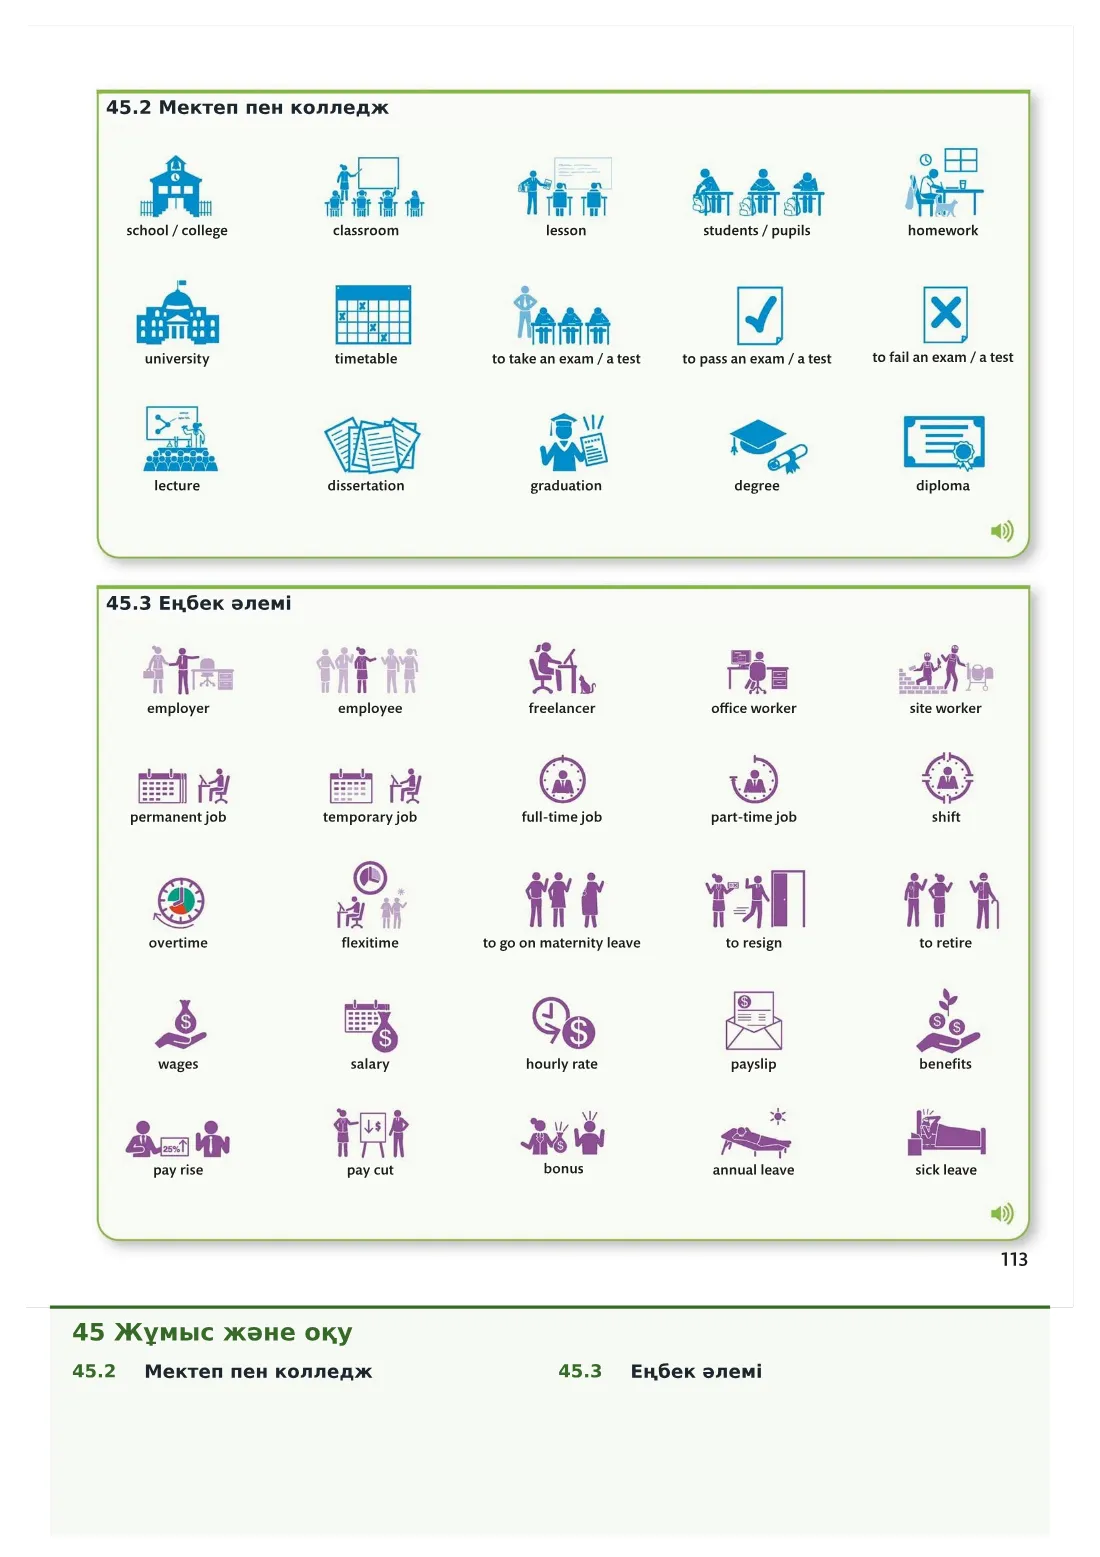 45.2 Мектеп пен колледж
school / college classroom lesson students / pupils homework
university timetable to take an exam / a test to pass an exam / a test to fail an exam / a test
lecture dissertation graduation degree diploma
45.3 Еңбек әлемі
employer employee freelancer office worker site worker
permanent job temporary job full-time job part-time job shift
overtime flexitime to go on maternity leave to resign to retire
$ $ $ $ $ $
wages salary hourly rate payslip benefits
25% $
pay rise pay cut bonus annual leave sick leave
113
45 Жұмыс және оқу
45.2 Мектеп пен колледж 45.3 Еңбек әлемі